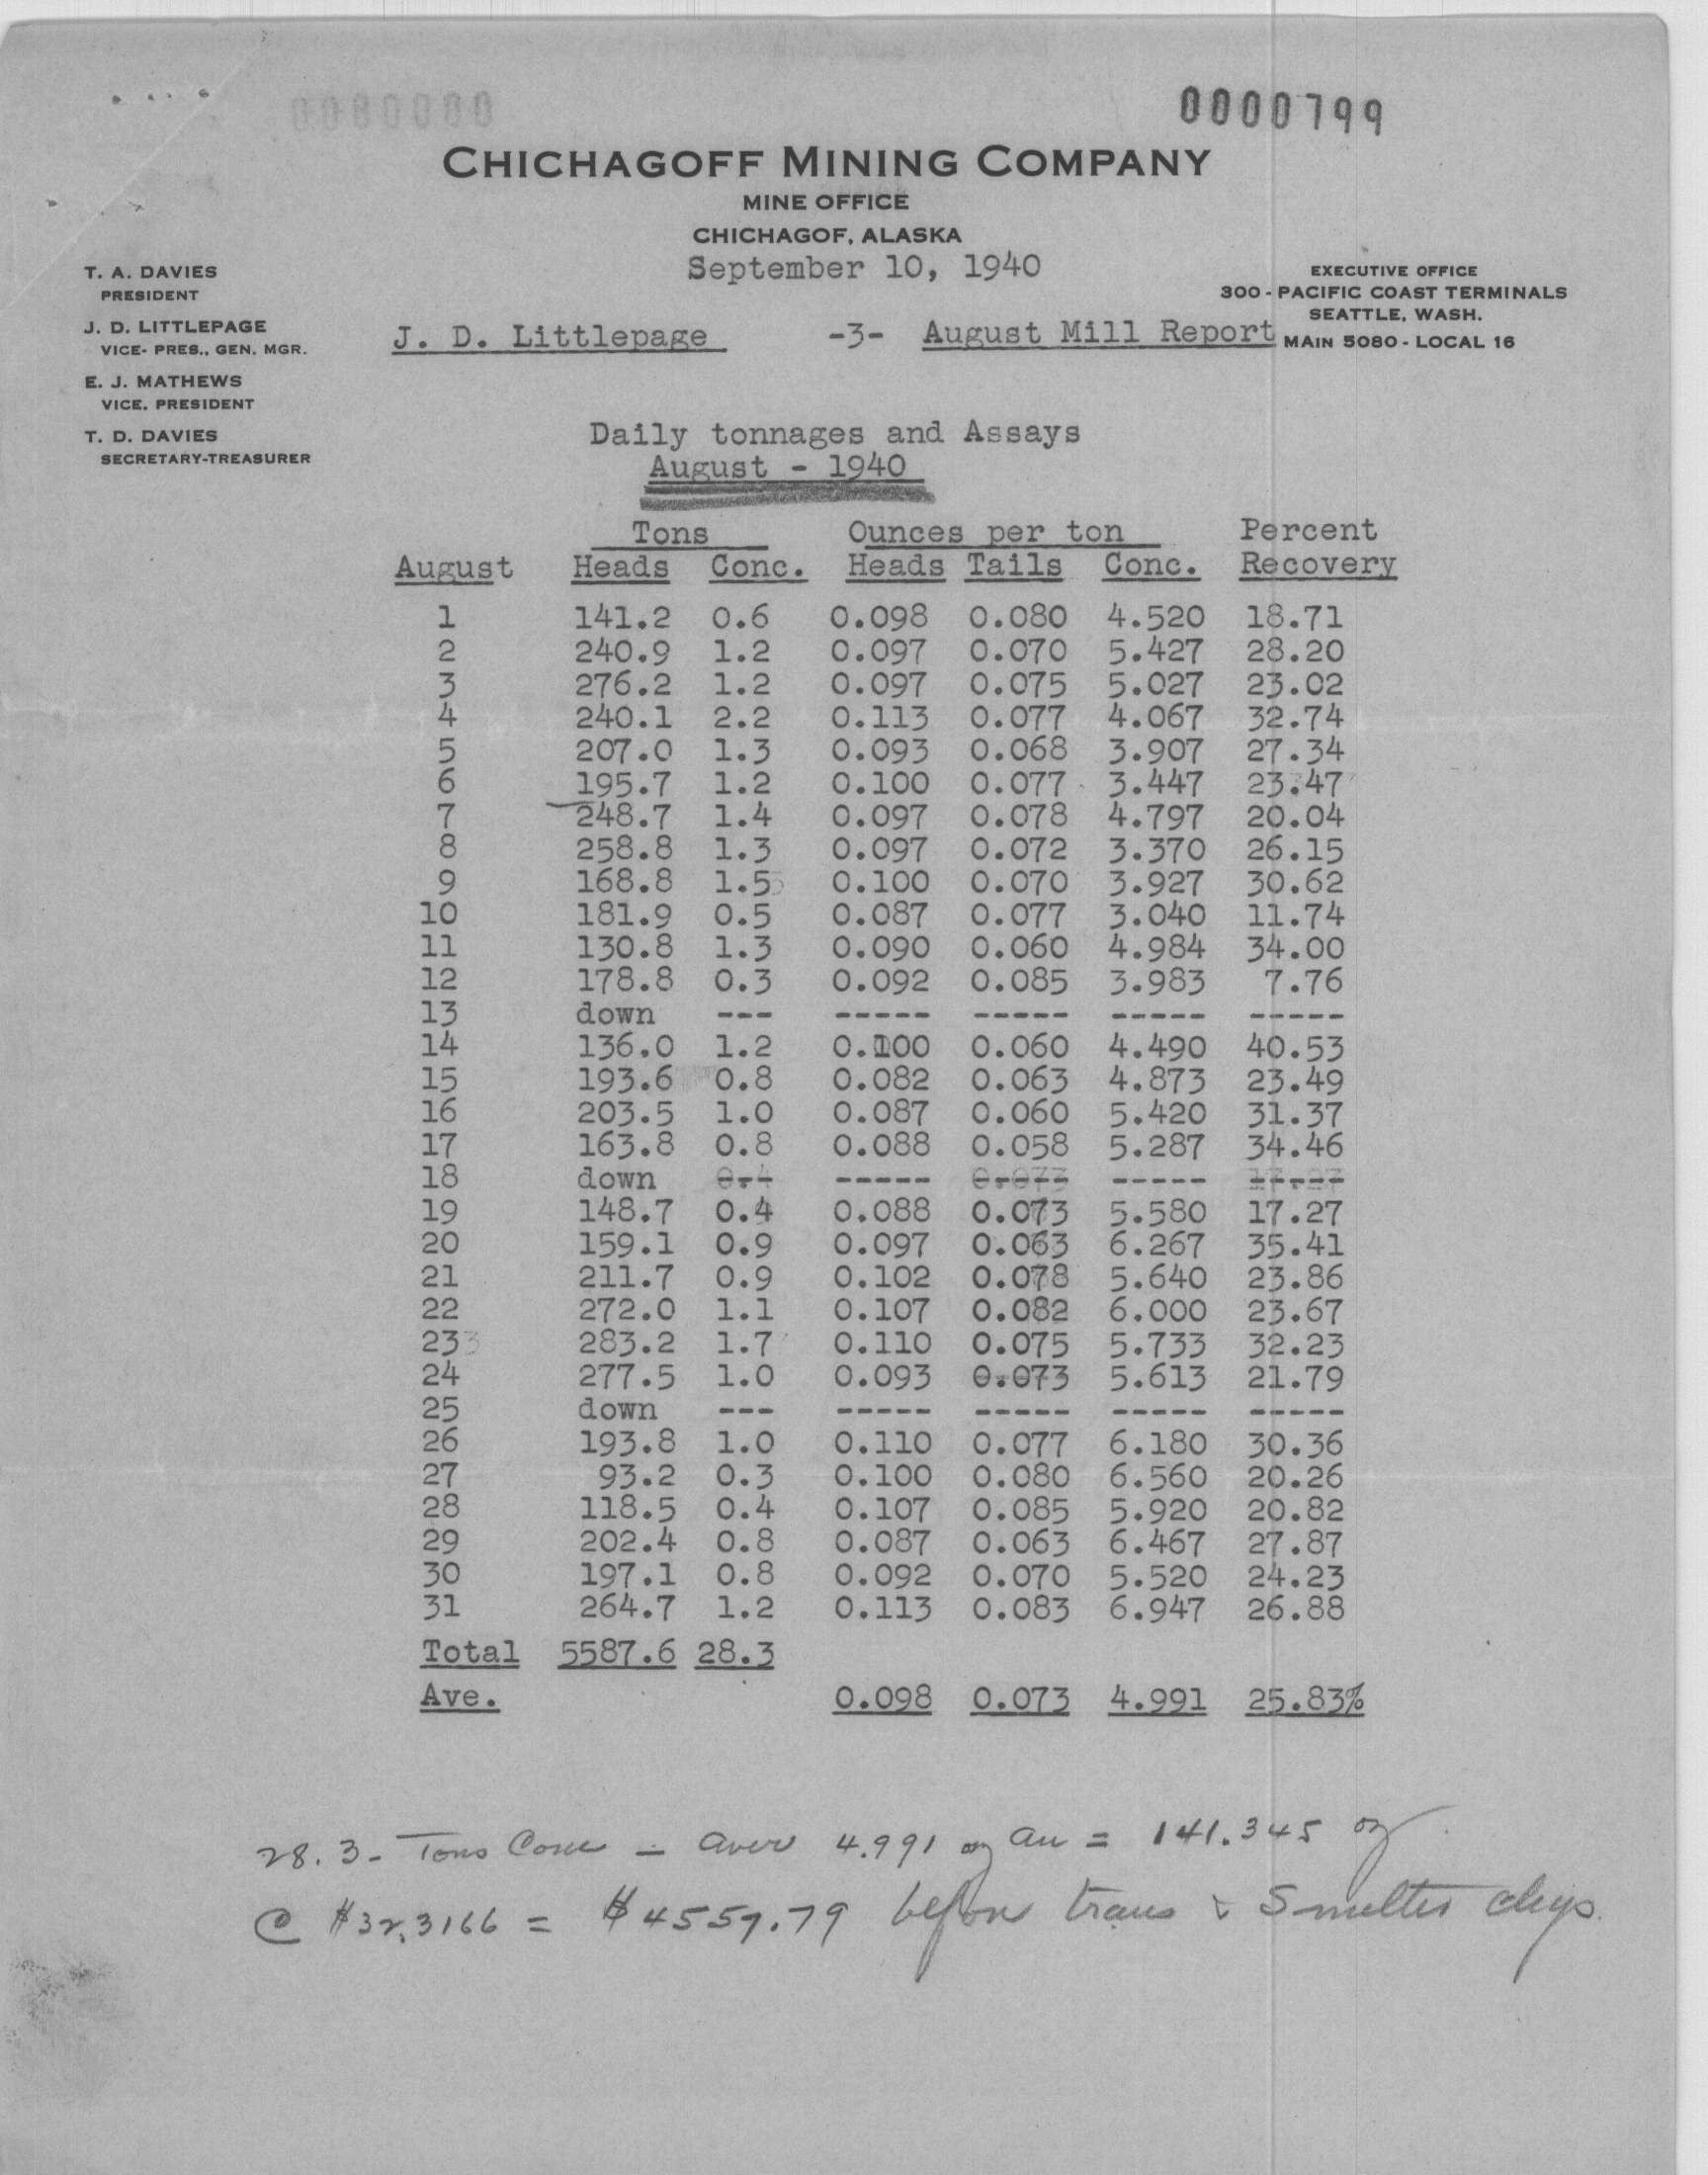 0000799
CHICHAGOFF MINING COMPANY
MINE OFFICE
CHICHAGOF, ALASKA
September 10, 1940
T. A. DAVIES
PRESIDENT
J. D. LITTLEPAGE
VICE- PRES., GEN. MGR.
E. J. MATHEWS
VICE. PRESIDENT
T. D. DAVIES
SECRETARY-TREASURER
EXECUTIVE OFFICE
300 - PACIFIC COAST TERMINALS
SEATTLE, WASH.
MAIN 5080 - LOCAL 16
J. D. Littlepage -3- August Mill Report
Daily tonnages and Assays
August - 1940
Tons Ounces per ton Percent
August Heads Conc. Heads Tails Conc. Recovery
1 141.2 0.6 0.098 0.080 4.520 18.71
2 240.9 1.2 0.097 0.070 5.427 28.20
3 276.2 1.2 0.097 0.075 5.027 23.02
4 240.1 2.2 0.113 0.077 4.067 32.74
5 207.0 1.3 0.093 0.068 3.907 27.34
6 195.7 1.2 0.100 0.077 3.447 23.47
7 248.7 1.4 0.097 0.078 4.797 20.04
8 258.8 1.3 0.097 0.072 3.370 26.15
9 168.8 1.5 0.100 0.070 3.927 30.62
10 181.9 0.5 0.087 0.077 3.040 11.74
11 130.8 1.3 0.090 0.060 4.984 34.00
12 178.8 0.3 0.092 0.085 3.983 7.76
13 down --- ----- ----- ----- -----
14 136.0 1.2 0.100 0.060 4.490 40.53
15 193.6 0.8 0.082 0.063 4.873 23.49
16 203.5 1.0 0.087 0.060 5.420 31.37
17 163.8 0.8 0.088 0.058 5.287 34.46
18 down --- ----- ----- ----- -----
19 148.7 0.4 0.088 0.073 5.580 17.27
20 159.1 0.9 0.097 0.063 6.267 35.41
21 211.7 0.9 0.102 0.078 5.640 23.86
22 272.0 1.1 0.107 0.082 6.000 23.67
23 283.2 1.7 0.110 0.075 5.733 32.23
24 277.5 1.0 0.093 0.073 5.613 21.79
25 down --- ----- ----- ----- -----
26 193.8 1.0 0.110 0.077 6.180 30.36
27 93.2 0.3 0.100 0.080 6.560 20.26
28 118.5 0.4 0.107 0.085 5.920 20.82
29 202.4 0.8 0.087 0.063 6.467 27.87
30 197.1 0.8 0.092 0.070 5.520 24.23
31 264.7 1.2 0.113 0.083 6.947 26.88
Total 5587.6 28.3
Ave. 0.098 0.073 4.991 25.83%
28.3 - Tons Conc - aver 4.991 oz au = 141.345 oz
@ $32.3166 = $4557.79 before trans & Smelter chgs.